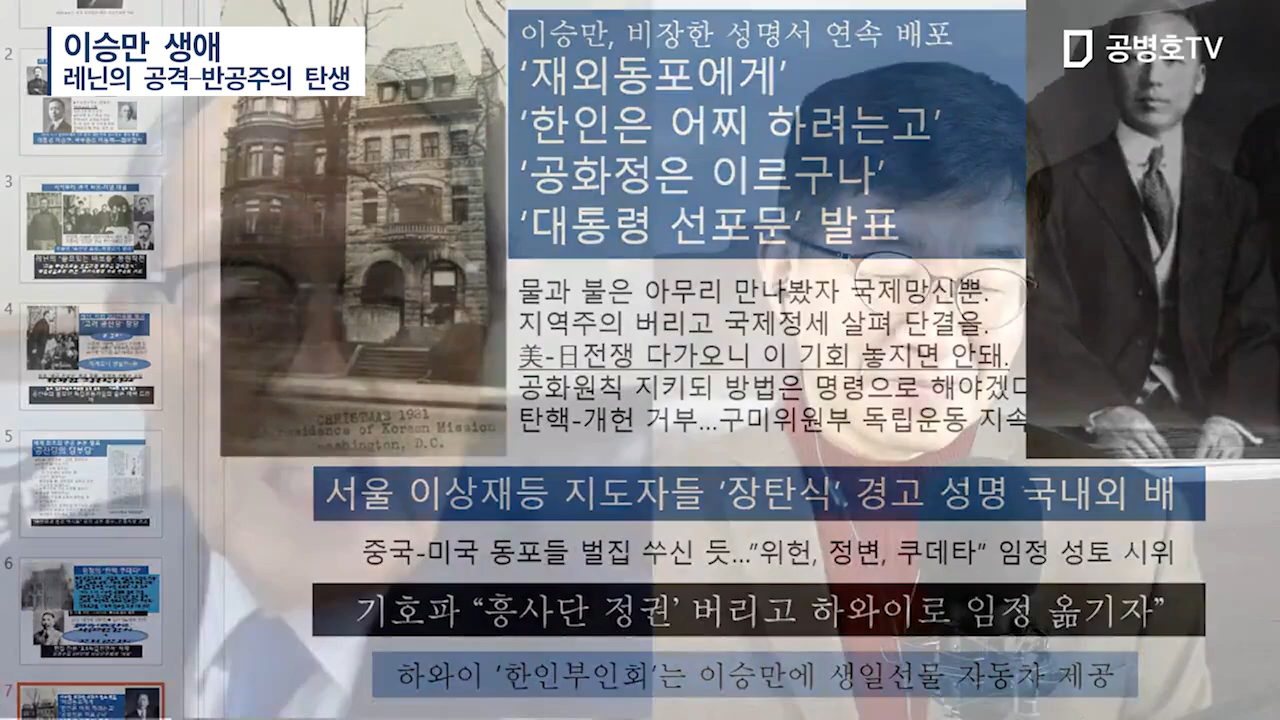 이승만 생애
레닌의 공격-반공주의 탄생
공병호TV
이승만, 비장한 성명서 연속 배포
‘재외동포에게’
‘한인은 어찌 하려는고’
‘공화정은 이르구나’
‘대통령 선포문’ 발표
물과 불은 아무리 만나봤자 국제망신뿐.
지역주의 버리고 국제정세 살펴 단결을.
美-日전쟁 다가오니 이 기회 놓지면 안돼.
공화원칙 지키되 방법은 명령으로 해야겠다
탄핵-개헌 거부...구미위원부 독립운동 지속
CHRISTMAS 1921
Residence of Korean Mission
Washington, D.C.
서울 이상재등 지도자들 ‘장탄식’ 경고 성명 국내외 배
중국-미국 동포들 벌집 쑤신 듯...”위헌, 정변, 쿠데타” 임정 성토 시위
기호파 “흥사단 정권’ 버리고 하와이로 임정 옮기자”
하와이 ‘한인부인회’는 이승만에 생일선물 자동차 제공
2
3
4
5
6
7